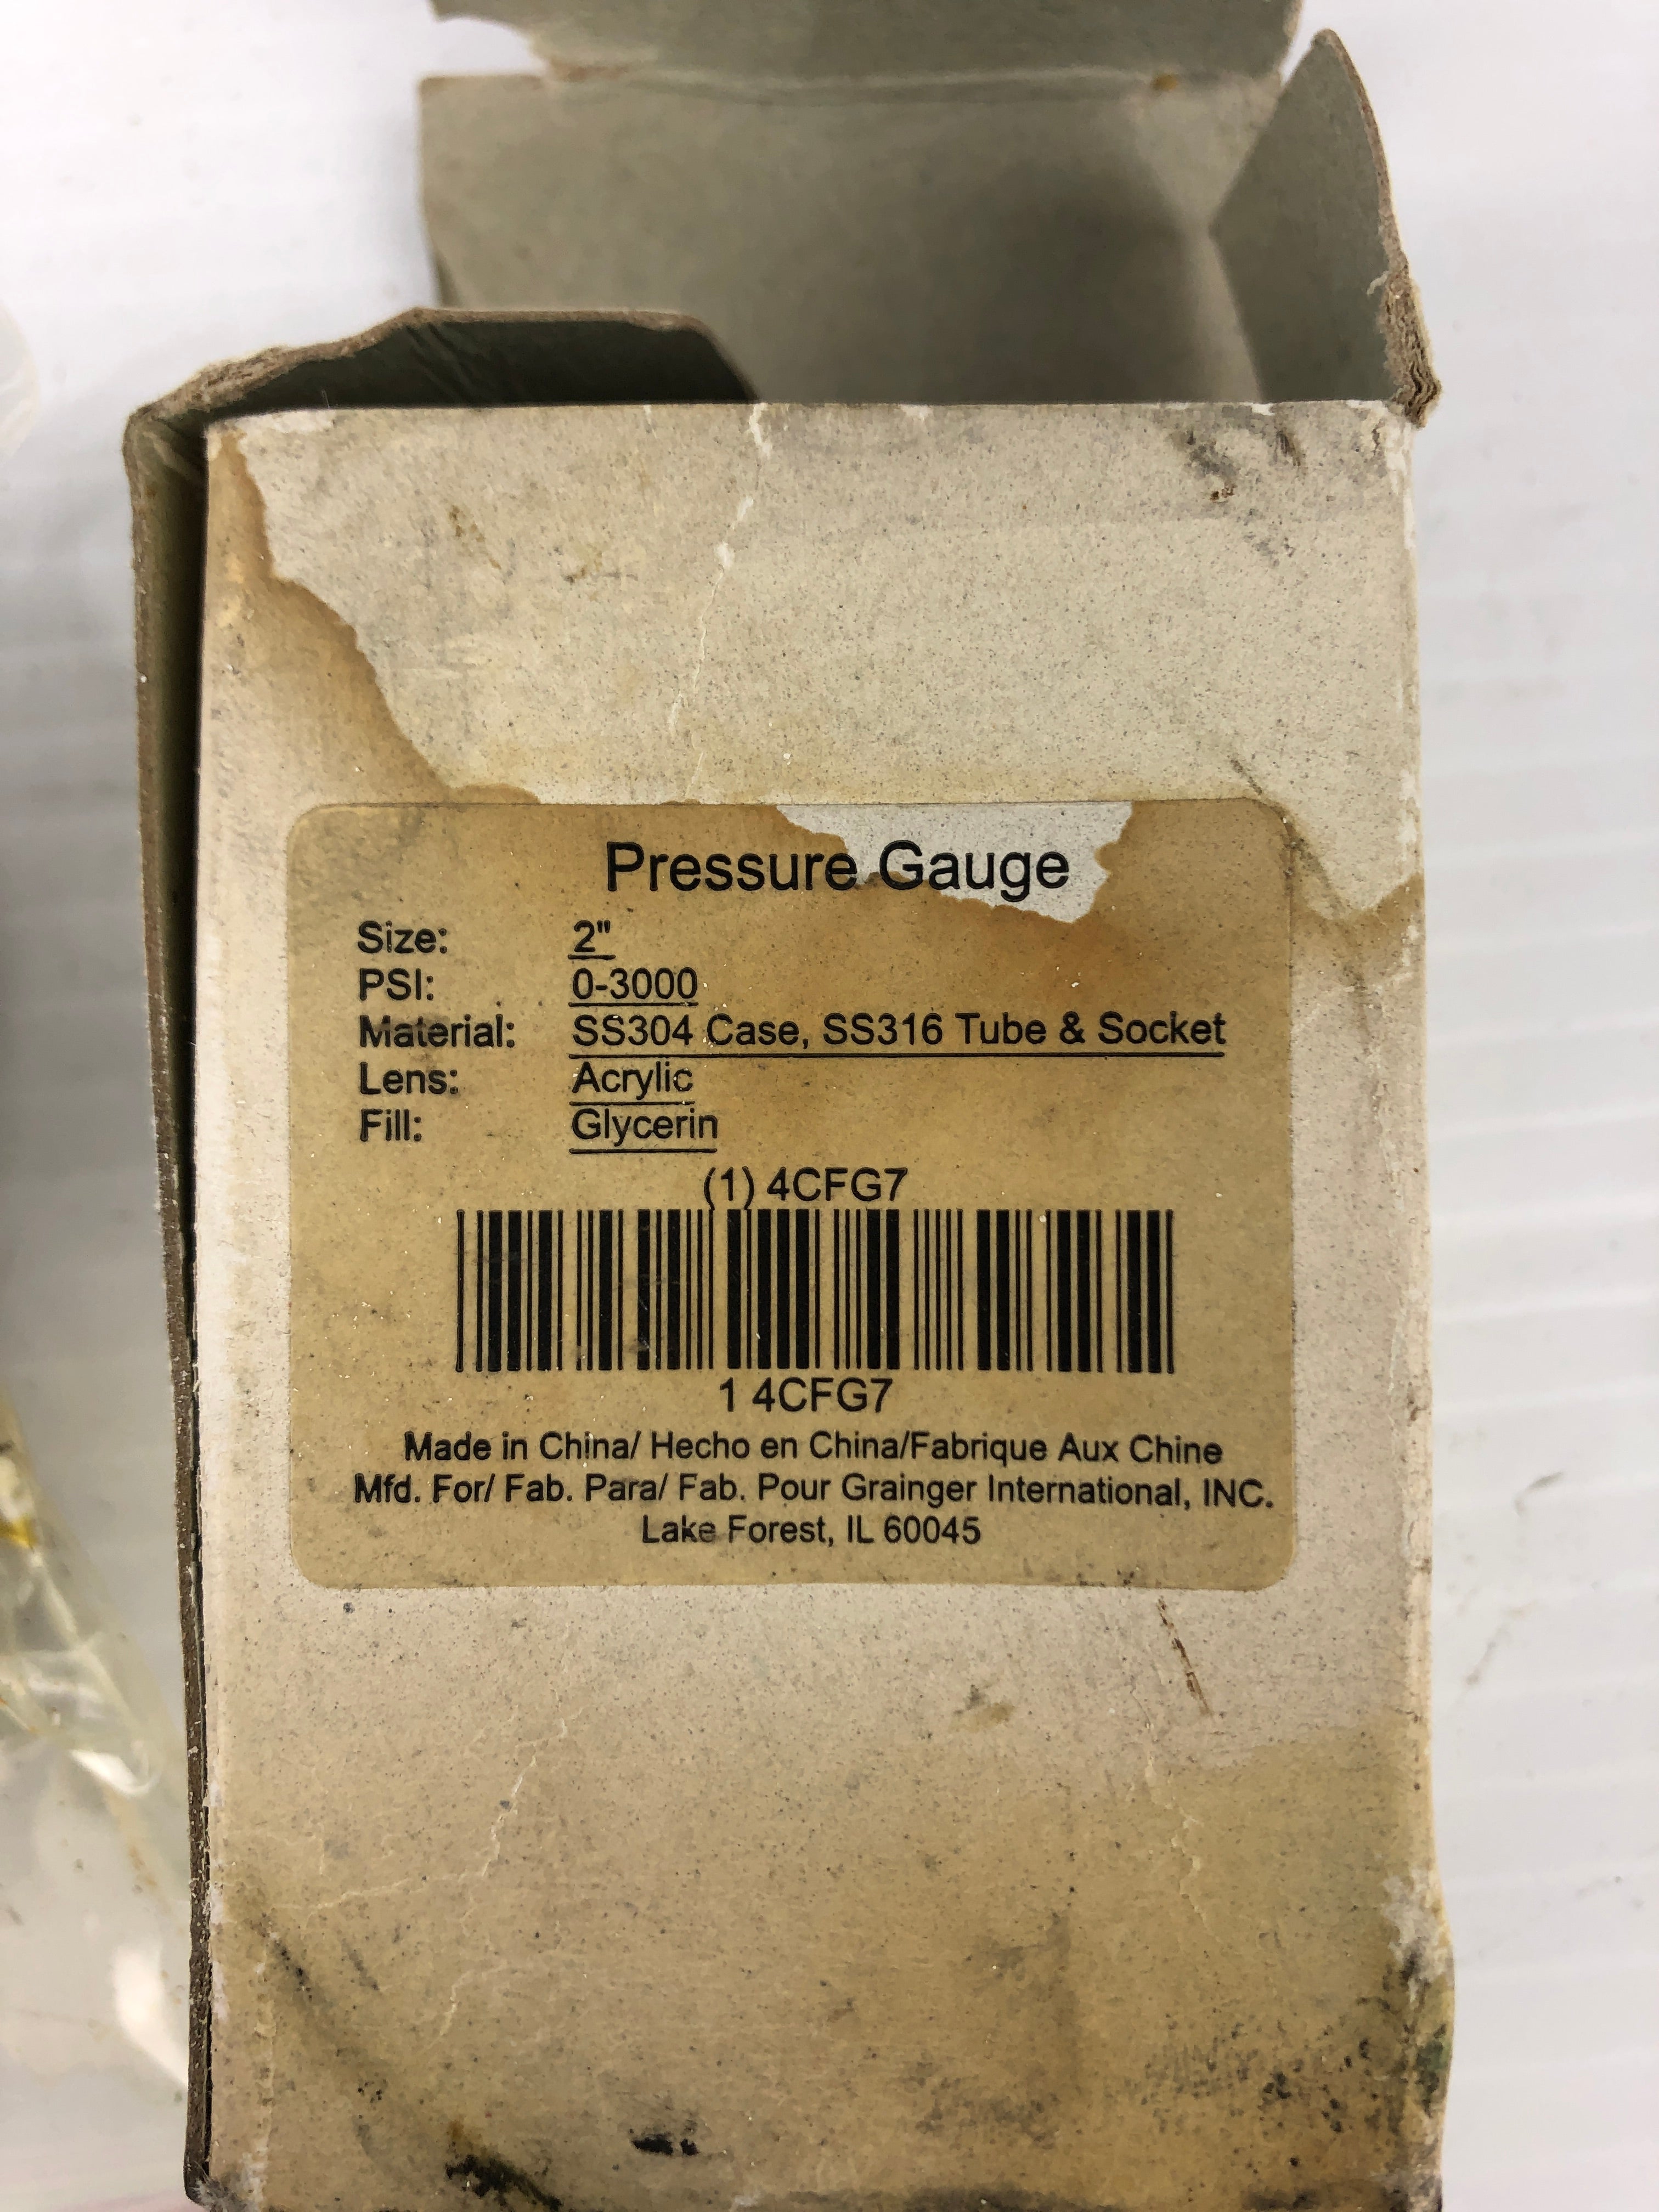 Pressure Gauge
Size: 2"
PSI: 0-3000
Material: SS304 Case, SS316 Tube & Socket
Lens: Acrylic
Fill: Glycerin
(1) 4CFG7
1 4CFG7
Made in China/ Hecho en China/Fabrique Aux Chine
Mfd. For/ Fab. Para/ Fab. Pour Grainger International, INC.
Lake Forest, IL 60045